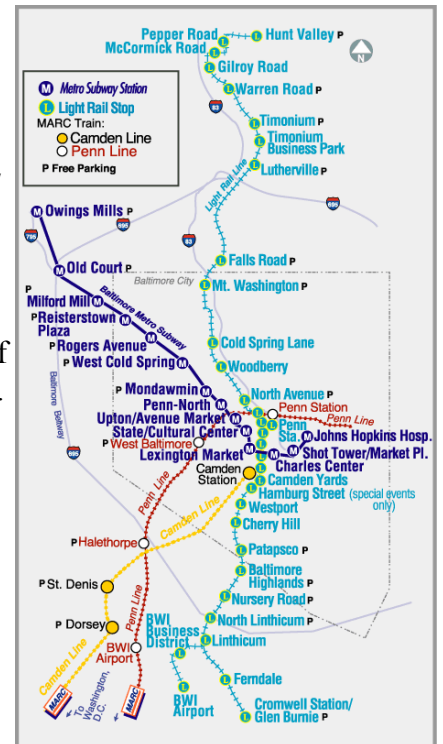 Pepper Road
Hunt Valley P
McCormick Road
N
Gilroy Road
M Metro Subway Station
L Light Rail Stop
MARC Train:
Camden Line
Penn Line
P Free Parking
Warren Road P
83
Timonium P
Timonium
Business Park
Lutherville P
Light Rail Line
Owings Mills P
795
695
83
695
Falls Road P
Old Court P
Baltimore City
Mt. Washington P
P
Milford Mill
Baltimore Metro Subway
P Reisterstown
Plaza
P Rogers Avenue
Cold Spring Lane
P West Cold Spring
Woodberry
Baltimore Beltway
P Mondawmin
North Avenue P
Penn-North
Penn Station
Penn Line
Upton/Avenue Market
Penn
Sta.
State/Cultural Center
Johns Hopkins Hosp.
P West Baltimore
695
Lexington Market
Shot Tower/Market Pl.
Charles Center
Camden
Station
Camden Yards
Penn Line
Hamburg Street (special events
only)
Westport
Camden Line
Cherry Hill
P Halethorpe
Patapsco P
P St. Denis
Baltimore
Highlands P
Penn Line
Nursery Road P
P Dorsey
BWI
Business
District
North Linthicum P
Linthicum
Camden Line
BWI
Airport
MARC
To
Washington,
D.C.
MARC
BWI
Airport
Ferndale
Cromwell Station/
Glen Burnie P